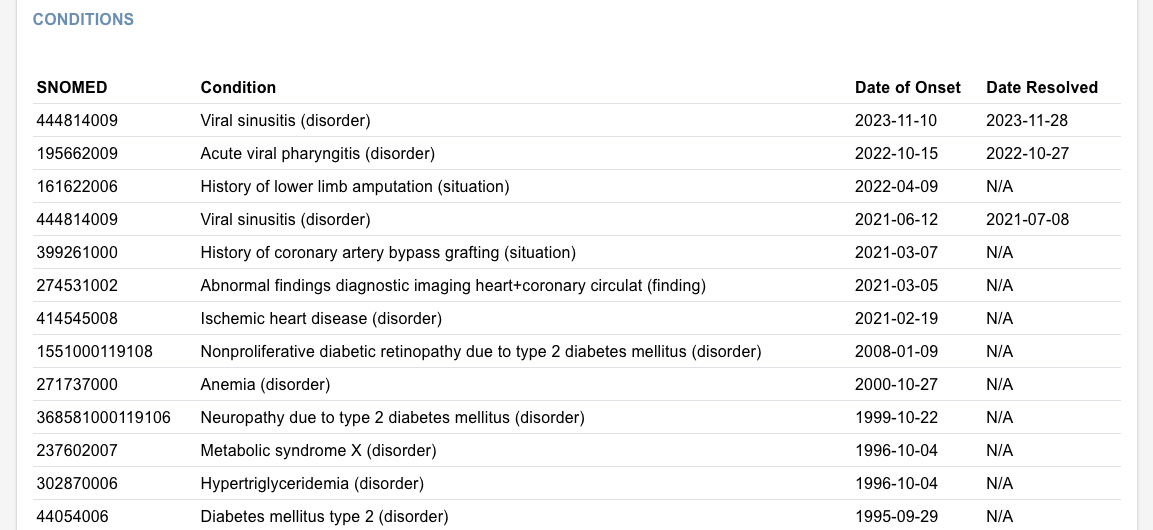 CONDITIONS
SNOMED Condition Date of Onset Date Resolved
444814009 Viral sinusitis (disorder) 2023-11-10 2023-11-28
195662009 Acute viral pharyngitis (disorder) 2022-10-15 2022-10-27
161622006 History of lower limb amputation (situation) 2022-04-09 N/A
444814009 Viral sinusitis (disorder) 2021-06-12 2021-07-08
399261000 History of coronary artery bypass grafting (situation) 2021-03-07 N/A
274531002 Abnormal findings diagnostic imaging heart+coronary circulat (finding) 2021-03-05 N/A
414545008 Ischemic heart disease (disorder) 2021-02-19 N/A
1551000119108 Nonproliferative diabetic retinopathy due to type 2 diabetes mellitus (disorder) 2008-01-09 N/A
271737000 Anemia (disorder) 2000-10-27 N/A
368581000119106 Neuropathy due to type 2 diabetes mellitus (disorder) 1999-10-22 N/A
237602007 Metabolic syndrome X (disorder) 1996-10-04 N/A
302870006 Hypertriglyceridemia (disorder) 1996-10-04 N/A
44054006 Diabetes mellitus type 2 (disorder) 1995-09-29 N/A